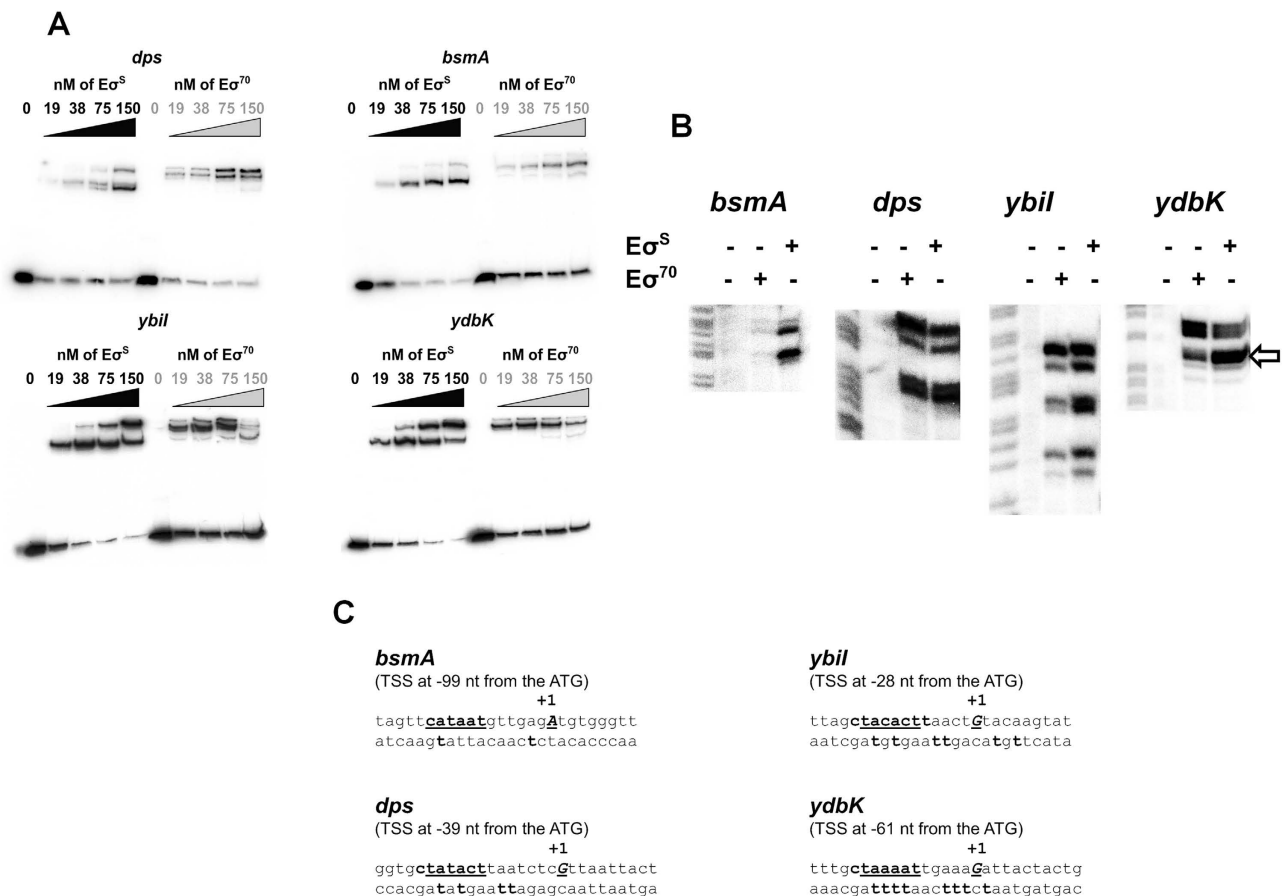 A
dps
nM of Eσ^S nM of Eσ^70
0 19 38 75 150 0 19 38 75 150
bsmA
nM of Eσ^S nM of Eσ^70
0 19 38 75 150 0 19 38 75 150
ybiI
nM of Eσ^S nM of Eσ^70
0 19 38 75 150 0 19 38 75 150
ydbK
nM of Eσ^S nM of Eσ^70
0 19 38 75 150 0 19 38 75 150
B
bsmA dps ybiI ydbK
Eσ^S - - + - - + - - + - - +
Eσ^70 - + - - + - - + - - + -
C
bsmA
(TSS at -99 nt from the ATG)
+1
tagttcataatgttgagAtgtgggtt
atcaagtattacaactctacacccaa
ybiI
(TSS at -28 nt from the ATG)
+1
ttagctacacttaactGtacaagtat
aatcgatgtgaattgacatgttcata
dps
(TSS at -39 nt from the ATG)
+1
ggtgctatacttaatctcGttaattact
ccacgatatgaattagagcaattaatga
ydbK
(TSS at -61 nt from the ATG)
+1
tttgctaaaattgaaaGattactactg
aaacgattttaactttctaatgatgac